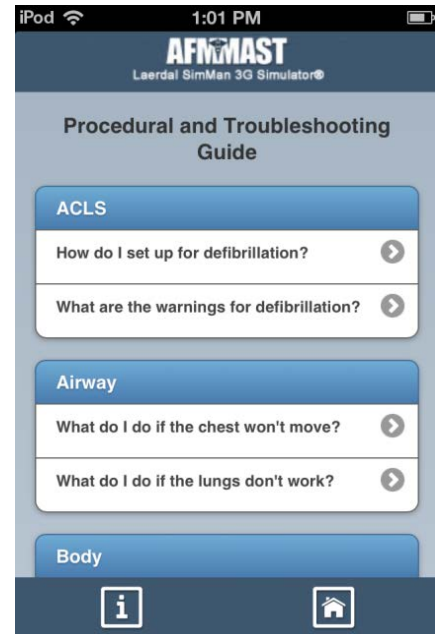 iPod 1:01 PM
AFMMAST
Laerdal SimMan 3G Simulator®
Procedural and Troubleshooting
Guide
ACLS
How do I set up for defibrillation?
What are the warnings for defibrillation?
Airway
What do I do if the chest won't move?
What do I do if the lungs don't work?
Body
i